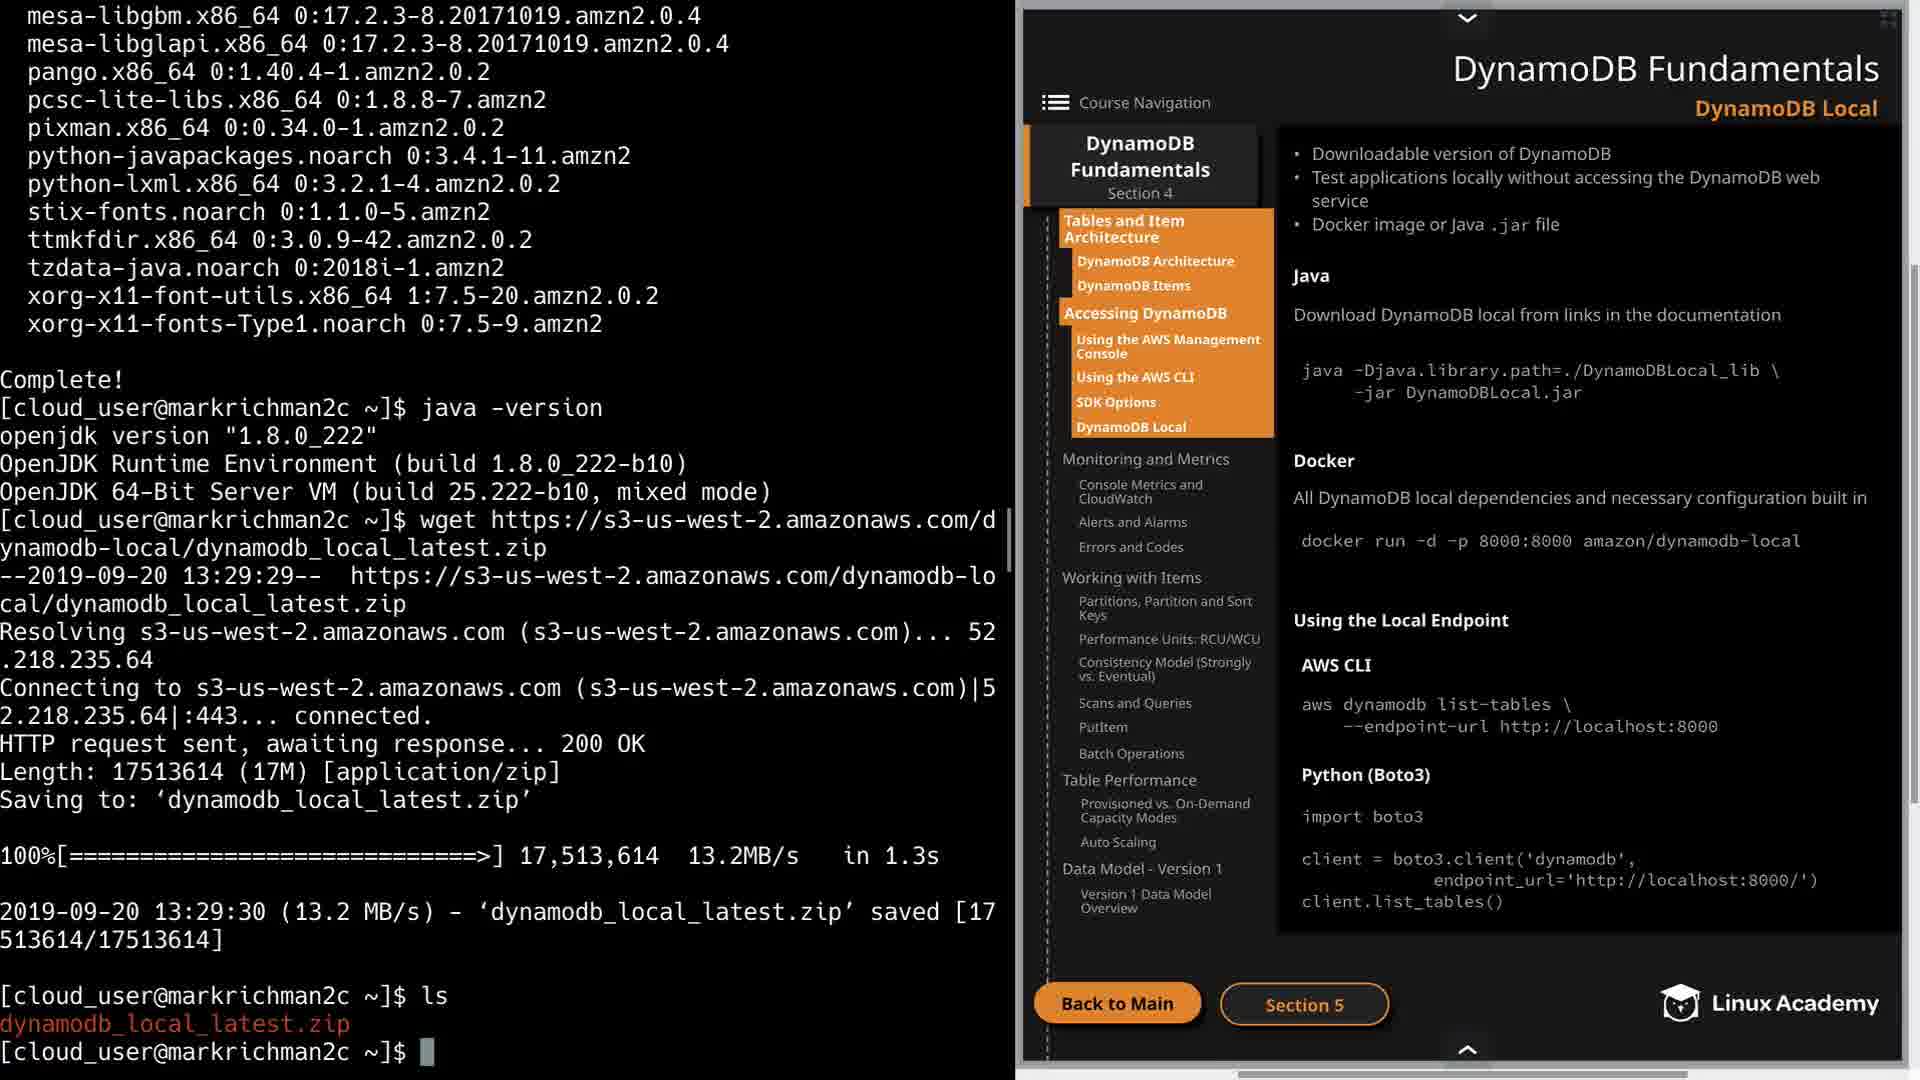 mesa-libgbm.x86_64 0:17.2.3-8.20171019.amzn2.0.4
mesa-libglapi.x86_64 0:17.2.3-8.20171019.amzn2.0.4
pango.x86_64 0:1.40.4-1.amzn2.0.2
pcsc-lite-libs.x86_64 0:1.8.8-7.amzn2
pixman.x86_64 0:0.34.0-1.amzn2.0.2
python-javapackages.noarch 0:3.4.1-11.amzn2
python-lxml.x86_64 0:3.2.1-4.amzn2.0.2
stix-fonts.noarch 0:1.1.0-5.amzn2
ttmkfdir.x86_64 0:3.0.9-42.amzn2.0.2
tzdata-java.noarch 0:2018i-1.amzn2
xorg-x11-font-utils.x86_64 1:7.5-20.amzn2.0.2
xorg-x11-fonts-Type1.noarch 0:7.5-9.amzn2
Complete!
[cloud_user@markrichman2c ~]$ java -version
openjdk version "1.8.0_222"
OpenJDK Runtime Environment (build 1.8.0_222-b10)
OpenJDK 64-Bit Server VM (build 25.222-b10, mixed mode)
[cloud_user@markrichman2c ~]$ wget https://s3-us-west-2.amazonaws.com/d
ynamodb-local/dynamodb_local_latest.zip
--2019-09-20 13:29:29--  https://s3-us-west-2.amazonaws.com/dynamodb-lo
cal/dynamodb_local_latest.zip
Resolving s3-us-west-2.amazonaws.com (s3-us-west-2.amazonaws.com)... 52
.218.235.64
Connecting to s3-us-west-2.amazonaws.com (s3-us-west-2.amazonaws.com)|5
2.218.235.64|:443... connected.
HTTP request sent, awaiting response... 200 OK
Length: 17513614 (17M) [application/zip]
Saving to: ‘dynamodb_local_latest.zip’
100%[=============================>] 17,513,614  13.2MB/s   in 1.3s
2019-09-20 13:29:30 (13.2 MB/s) - ‘dynamodb_local_latest.zip’ saved [17
513614/17513614]
[cloud_user@markrichman2c ~]$ ls
dynamodb_local_latest.zip
[cloud_user@markrichman2c ~]$
DynamoDB Fundamentals
DynamoDB Local
Course Navigation
DynamoDB
Fundamentals
Section 4
Tables and Item
Architecture
DynamoDB Architecture
DynamoDB Items
Accessing DynamoDB
Using the AWS Management
Console
Using the AWS CLI
SDK Options
DynamoDB Local
Monitoring and Metrics
Console Metrics and
CloudWatch
Alerts and Alarms
Errors and Codes
Working with Items
Partitions, Partition and Sort
Keys
Performance Units: RCU/WCU
Consistency Model (Strongly
vs. Eventual)
Scans and Queries
PutItem
Batch Operations
Table Performance
Provisioned vs. On-Demand
Capacity Modes
Auto Scaling
Data Model - Version 1
Version 1 Data Model
Overview
• Downloadable version of DynamoDB
• Test applications locally without accessing the DynamoDB web
service
• Docker image or Java .jar file
Java
Download DynamoDB local from links in the documentation
java -Djava.library.path=./DynamoDBLocal_lib \
-jar DynamoDBLocal.jar
Docker
All DynamoDB local dependencies and necessary configuration built in
docker run -d -p 8000:8000 amazon/dynamodb-local
Using the Local Endpoint
AWS CLI
aws dynamodb list-tables \
--endpoint-url http://localhost:8000
Python (Boto3)
import boto3
client = boto3.client('dynamodb',
endpoint_url='http://localhost:8000/')
client.list_tables()
Back to Main
Section 5
Linux Academy